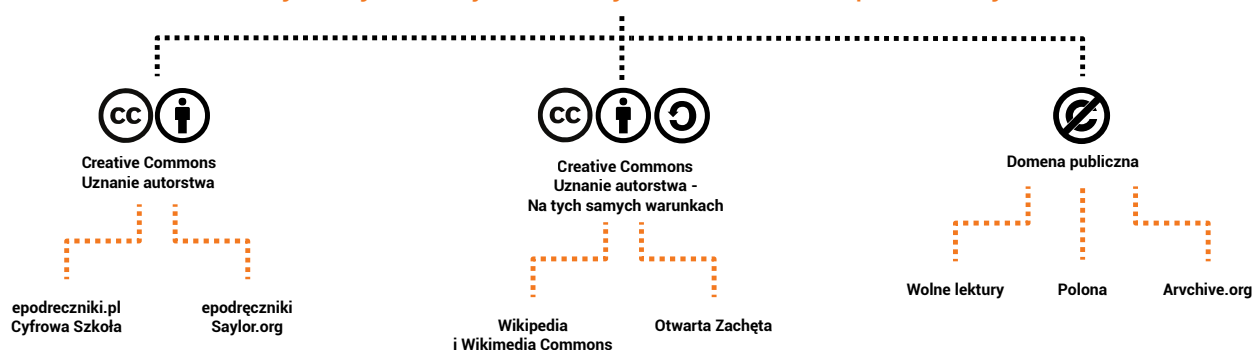 cc
Creative Commons
Uznanie autorstwa
epodreczniki.pl
Cyfrowa Szkoła
epodręczniki
Saylor.org
cc
Creative Commons
Uznanie autorstwa -
Na tych samych warunkach
Wikipedia
i Wikimedia Commons
Otwarta Zachęta
Domena publiczna
Wolne lektury
Polona
Arvchive.org